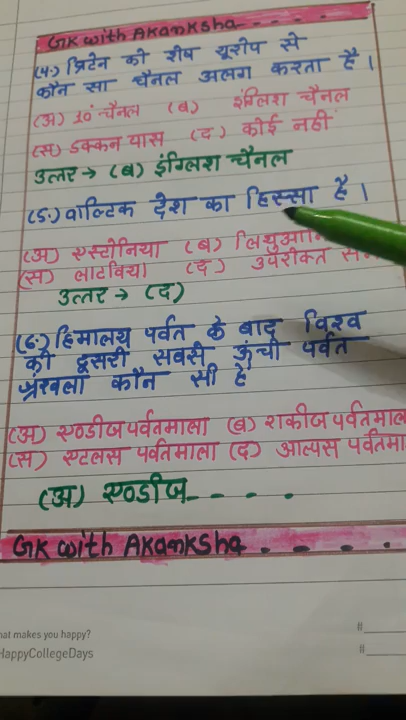 GK with Akanksha - - - - .
(4.) ब्रिटेन को शेष यूरोप से
कौन सा चैनल अलग करता है।
(अ) 10 चैनल (ब) इंग्लिश चैनल
(स) डक्कन पास (द) कोई नहीं
उत्तर → (ब) इंग्लिश चैनल
(5.) वाल्टिक देश का हिस्सा है।
(अ) एस्टोनिया (ब)
(स) लाटविया (द) उपरोक्त
उत्तर → (द)
(6.) हिमालय पर्वत के बाद विश्व
की दूसरी सबसी ऊंची पर्वत
श्रंखला कौन सी है
(अ) एण्डीज पर्वतमाला (ब) राकीज पर्वतमाल
(स) एटलस पर्वतमाला (द) आल्पस पर्वतमा
(अ) एण्डीज - - . .
GK with Akanksha - - - - .
hat makes you happy?
HappyCollegeDays
#
#